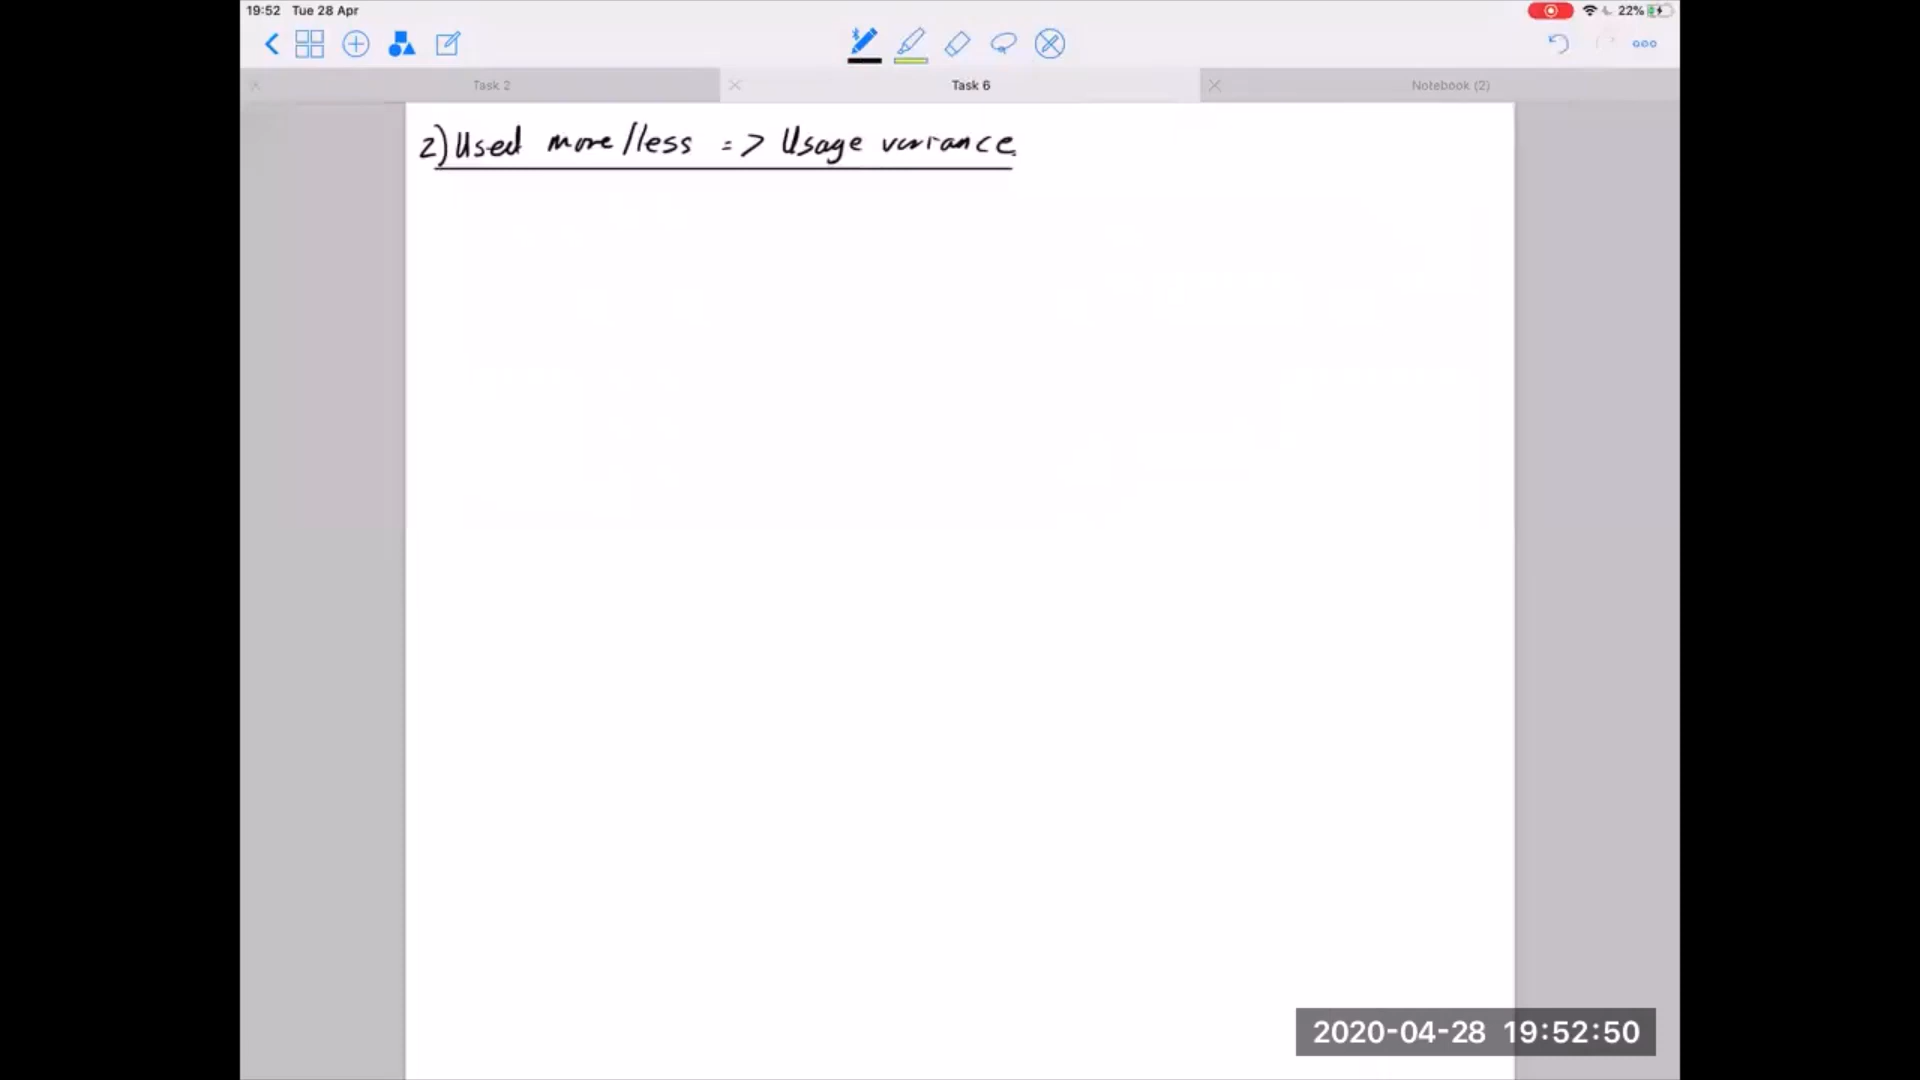 19:52 Tue 28 Apr
22%
Task 2
Task 6
Notebook (2)
2) Used more/less => Usage variance.
2020-04-28 19:52:50